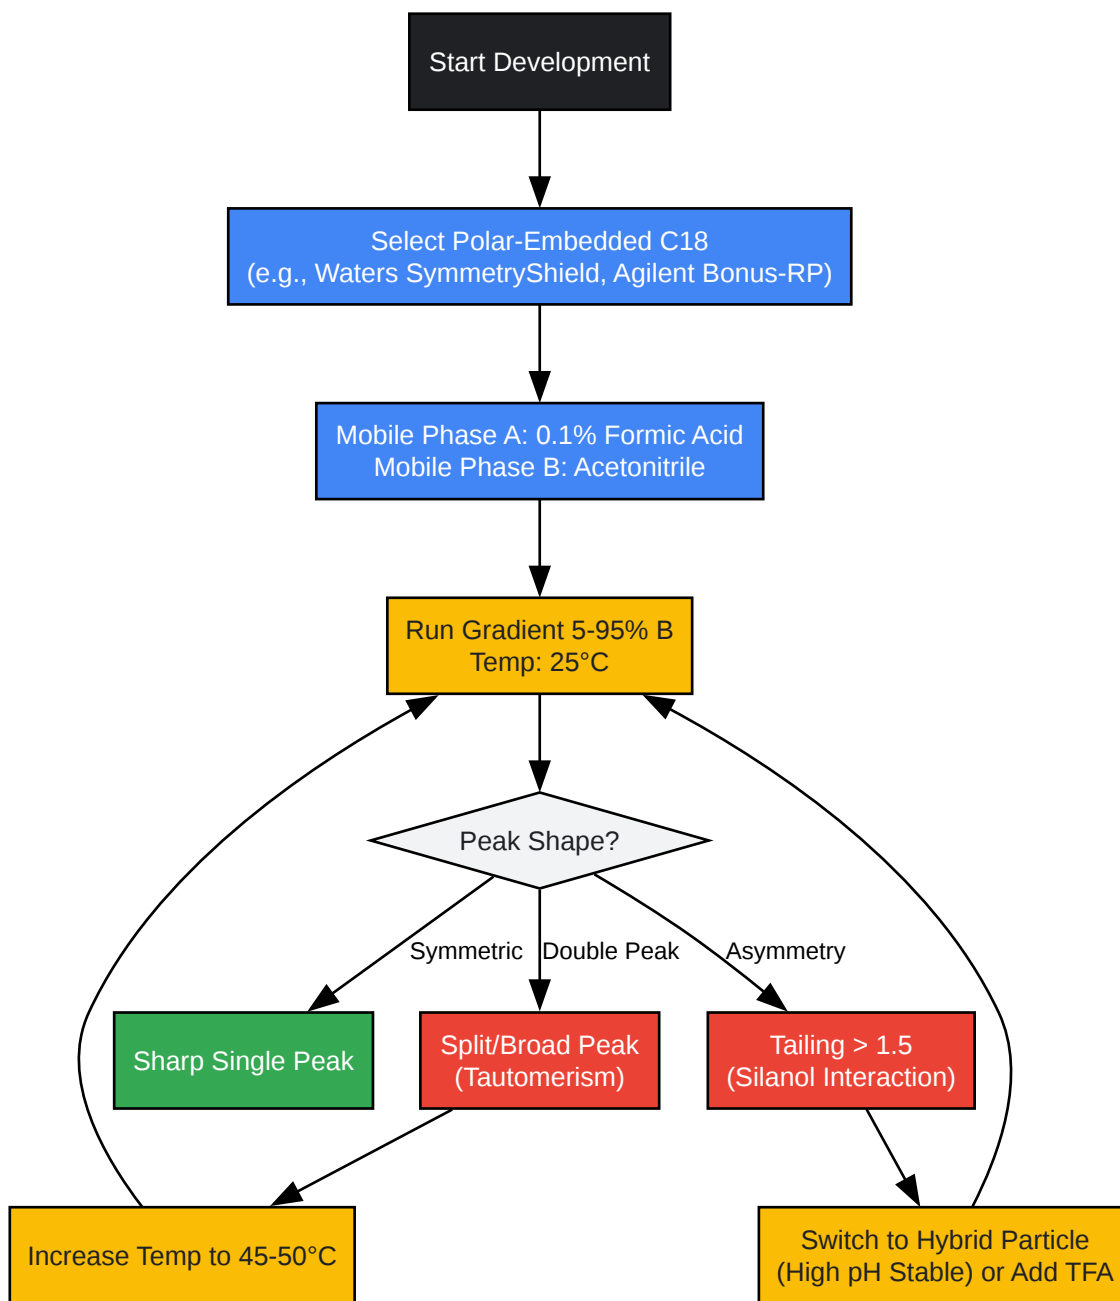 Start Development
Select Polar-Embedded C18
(e.g., Waters SymmetryShield, Agilent Bonus-RP)
Mobile Phase A: 0.1% Formic Acid
Mobile Phase B: Acetonitrile
Run Gradient 5-95% B
Temp: 25°C
Peak Shape?
Symmetric
Double Peak
Asymmetry
Sharp Single Peak
Split/Broad Peak
(Tautomerism)
Tailing > 1.5
(Silanol Interaction)
Increase Temp to 45-50°C
Switch to Hybrid Particle
(High pH Stable) or Add TFA